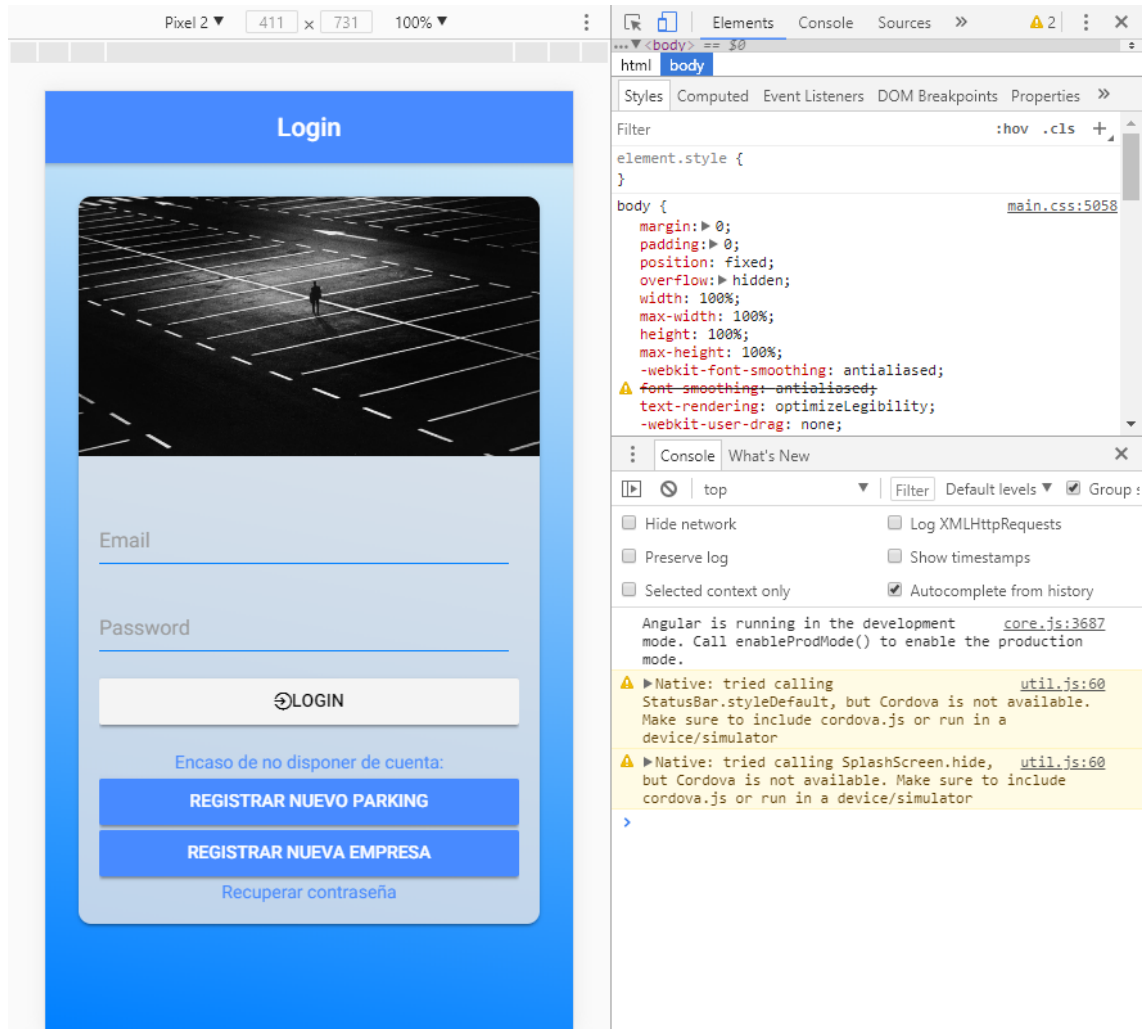 Pixel 2 ▼ 411 × 731 100% ▼
Login
Email
Password
LOGIN
Encaso de no disponer de cuenta:
REGISTRAR NUEVO PARKING
REGISTRAR NUEVA EMPRESA
Recuperar contraseña
Elements Console Sources » 2
...▼<body> == $0
html body
Styles Computed Event Listeners DOM Breakpoints Properties »
Filter :hov .cls +
element.style {
}
body { main.css:5058
margin:▶ 0;
padding:▶ 0;
position: fixed;
overflow:▶ hidden;
width: 100%;
max-width: 100%;
height: 100%;
max-height: 100%;
-webkit-font-smoothing: antialiased;
font-smoothing: antialiased;
text-rendering: optimizeLegibility;
-webkit-user-drag: none;
Console What's New
top ▼ Filter Default levels ▼ Group s
Hide network Log XMLHttpRequests
Preserve log Show timestamps
Selected context only Autocomplete from history
Angular is running in the development core.js:3687
mode. Call enableProdMode() to enable the production
mode.
▶Native: tried calling util.js:60
StatusBar.styleDefault, but Cordova is not available.
Make sure to include cordova.js or run in a
device/simulator
▶Native: tried calling SplashScreen.hide, util.js:60
but Cordova is not available. Make sure to include
cordova.js or run in a device/simulator
>